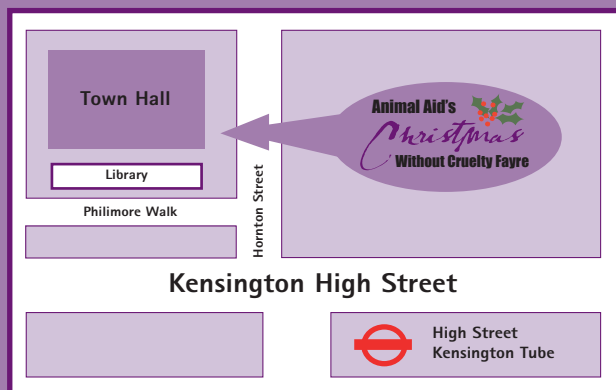 Town Hall
Library
Philimore Walk
Hornton Street
Animal Aid's
Christmas
Without Cruelty Fayre
Kensington High Street
High Street
Kensington Tube